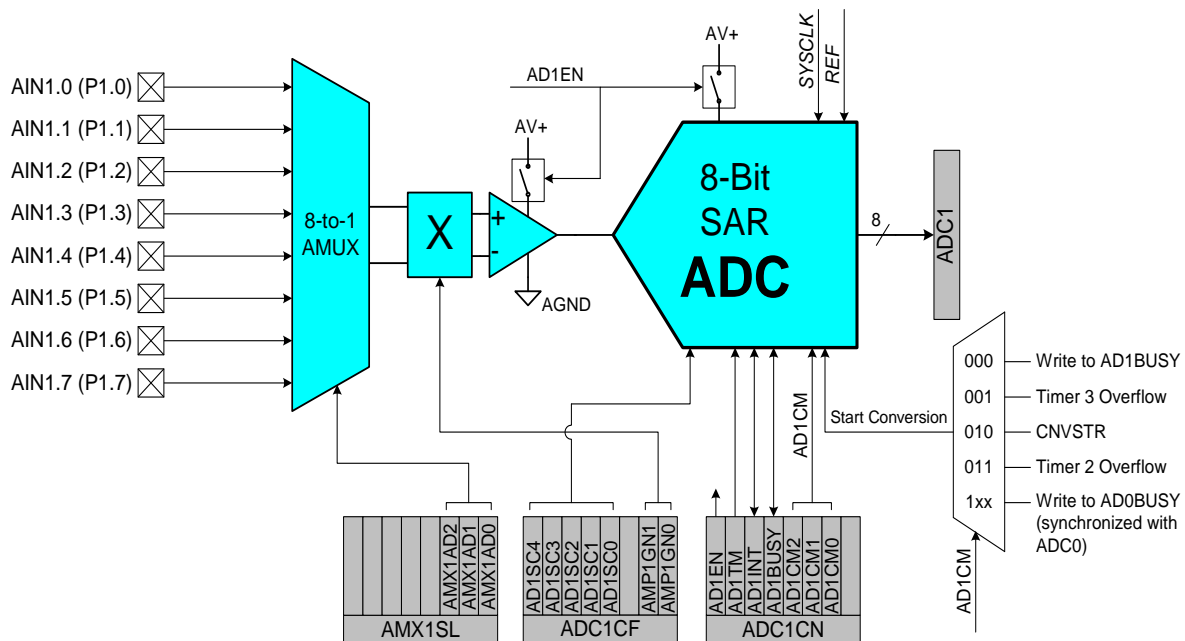 AIN1.0 (P1.0)
AIN1.1 (P1.1)
AIN1.2 (P1.2)
AIN1.3 (P1.3)
AIN1.4 (P1.4)
AIN1.5 (P1.5)
AIN1.6 (P1.6)
AIN1.7 (P1.7)
8-to-1
AMUX
X
+
-
AV+
AGND
AD1EN
AV+
SYSCLK
REF
8-Bit
SAR
ADC
8
ADC1
Start Conversion
AD1CM
000
Write to AD1BUSY
001
Timer 3 Overflow
010
CNVSTR
011
Timer 2 Overflow
1xx
Write to AD0BUSY
(synchronized with
ADC0)
AD1CM
AMX1AD2
AMX1AD1
AMX1AD0
AMX1SL
AD1SC4
AD1SC3
AD1SC2
AD1SC1
AD1SC0
AMP1GN1
AMP1GN0
ADC1CF
AD1EN
AD1TM
AD1INT
AD1BUSY
AD1CM2
AD1CM1
AD1CM0
ADC1CN